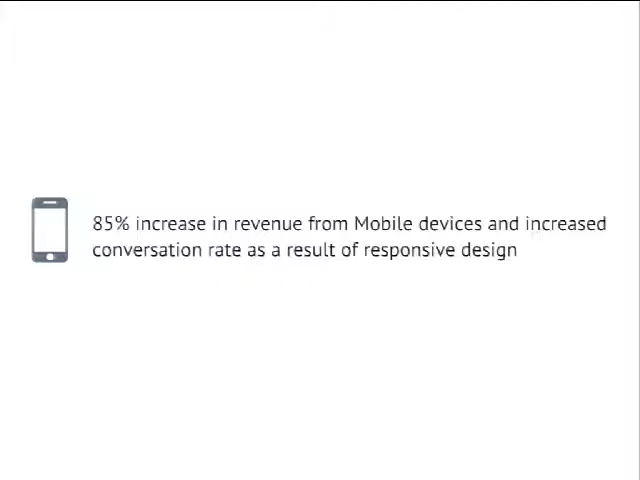 85% increase in revenue from Mobile devices and increased
conversation rate as a result of responsive design